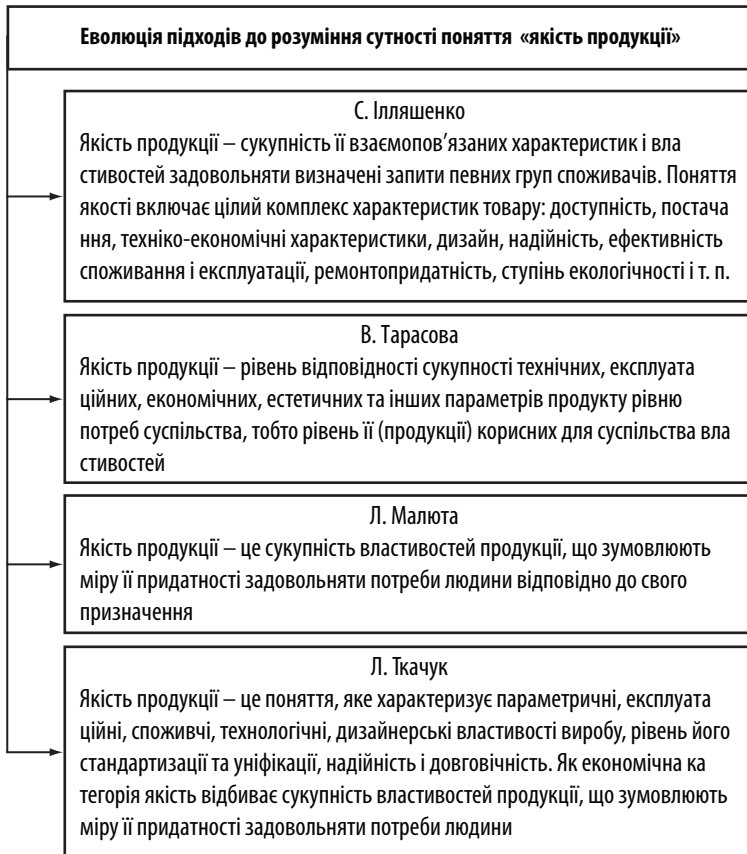 Еволюція підходів до розуміння сутності поняття «якість продукції»
С. Ілляшенко
Якість продукції – сукупність її взаємопов’язаних характеристик і вла
стивостей задовольняти визначені запити певних груп споживачів. Поняття
якості включає цілий комплекс характеристик товару: доступність, постача
ння, техніко-економічні характеристики, дизайн, надійність, ефективність
споживання і експлуатації, ремонтопридатність, ступінь екологічності і т. п.
В. Тарасова
Якість продукції – рівень відповідності сукупності технічних, експлуата
ційних, економічних, естетичних та інших параметрів продукту рівню
потреб суспільства, тобто рівень її (продукції) корисних для суспільства вла
стивостей
Л. Малюта
Якість продукції – це сукупність властивостей продукції, що зумовлюють
міру її придатності задовольняти потреби людини відповідно до свого
призначення
Л. Ткачук
Якість продукції – це поняття, яке характеризує параметричні, експлуата
ційні, споживчі, технологічні, дизайнерські властивості виробу, рівень його
стандартизації та уніфікації, надійність і довговічність. Як економічна ка
тегорія якість відбиває сукупність властивостей продукції, що зумовлюють
міру її придатності задовольняти потреби людини